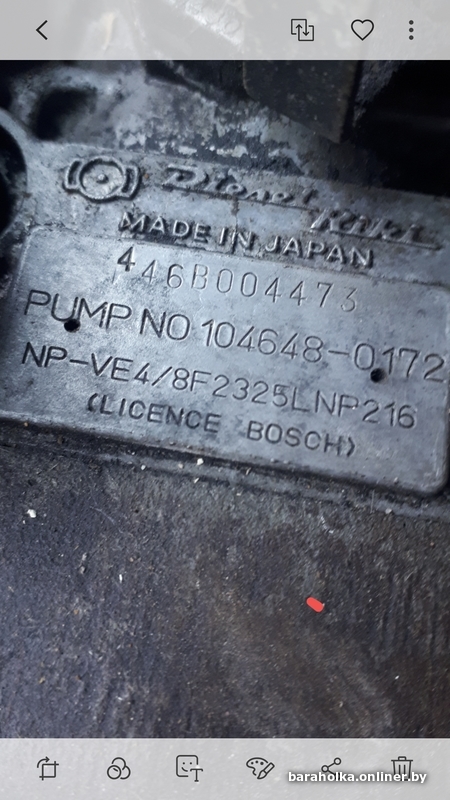 Diesel Kiki
MADE IN JAPAN
446B004473
PUMP NO 104648-0172
NP-VE4/8F2325LNP216
(LICENCE BOSCH)
baraholka.onliner.by